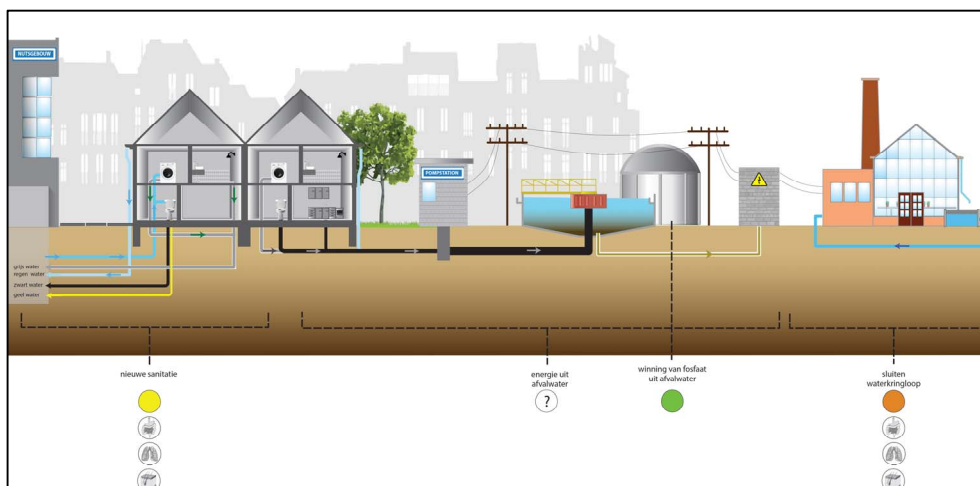 NUTSGEBOUW
POMPSTATION
grijs water
regen water
zwart water
geel water
nieuwe sanitatie
energie uit
afvalwater
?
winning van fosfaat
uit afvalwater
sluiten
waterkringloop